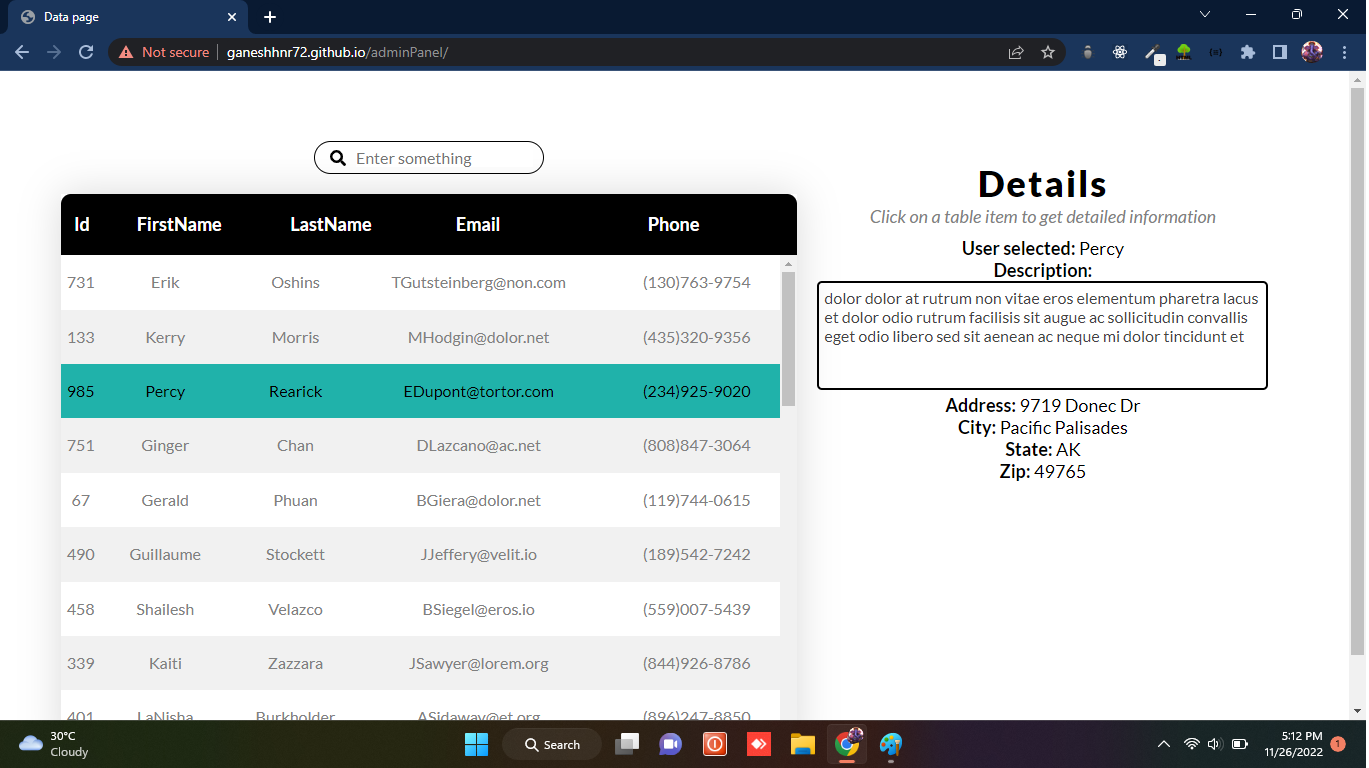 Data page
Not secure ganeshhnr72.github.io/adminPanel/
Enter something
Id FirstName LastName Email Phone
731 Erik Oshins TGutsteinberg@non.com (130)763-9754
133 Kerry Morris MHodgin@dolor.net (435)320-9356
985 Percy Rearick EDupont@tortor.com (234)925-9020
751 Ginger Chan DLazcano@ac.net (808)847-3064
67 Gerald Phuan BGiera@dolor.net (119)744-0615
490 Guillaume Stockett JJeffery@velit.io (189)542-7242
458 Shailesh Velazco BSiegel@eros.io (559)007-5439
339 Kaiti Zazzara JSawyer@lorem.org (844)926-8786
401 LaNisha Burkholder ASidaway@et.org (896)247-8850
Details
Click on a table item to get detailed information
User selected: Percy
Description:
dolor dolor at rutrum non vitae eros elementum pharetra lacus
et dolor odio rutrum facilisis sit augue ac sollicitudin convallis
eget odio libero sed sit aenean ac neque mi dolor tincidunt et
Address: 9719 Donec Dr
City: Pacific Palisades
State: AK
Zip: 49765
30°C
Cloudy
Search
5:12 PM
11/26/2022
1